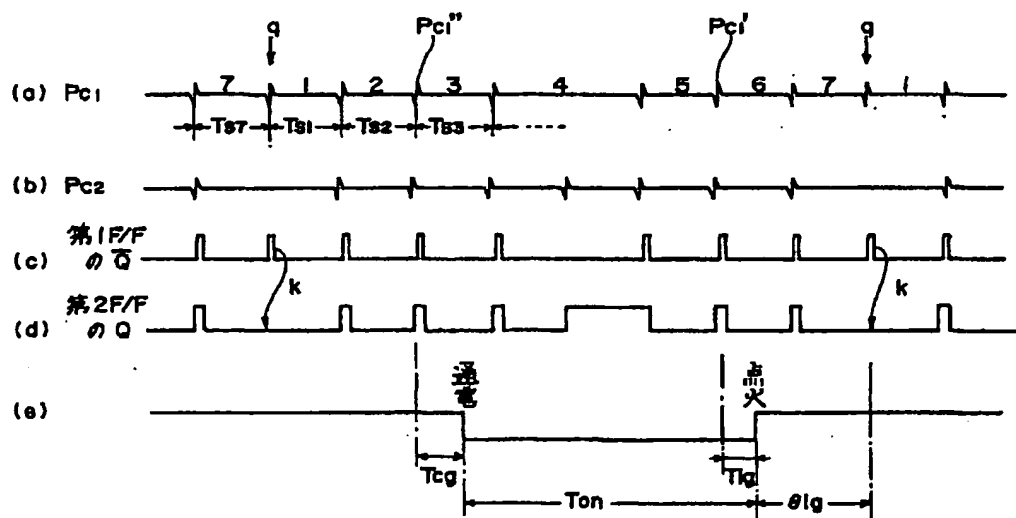 q Pc1'' Pc1' q
(a) Pc1 7 1 2 3 4 5 6 7 1
Ts7 Ts1 Ts2 Ts3 ----
(b) Pc2
第1F/F
(c) の Q̅
k k
第2F/F
(d) のQ
通電 点火
(e)
Tcg TIg
Ton θIg